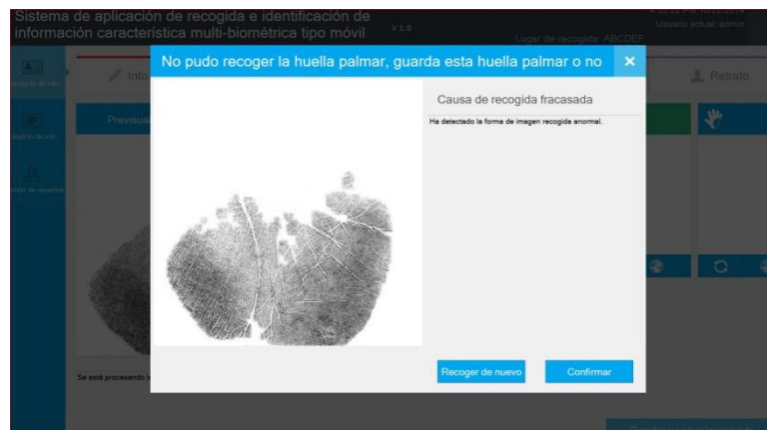 Sistema de aplicación de recogida e identificación de
información característica multi-biométrica tipo móvil
V 1.0
Usuario actual: admin
Lugar de recogida: ABCDEF
No pudo recoger la huella palmar, guarda esta huella palmar o no
Info
Retrato
Causa de recogida fracasada
Ha detectado la forma de imagen recogida anormal.
Se está procesando
Recoger de nuevo
Confirmar